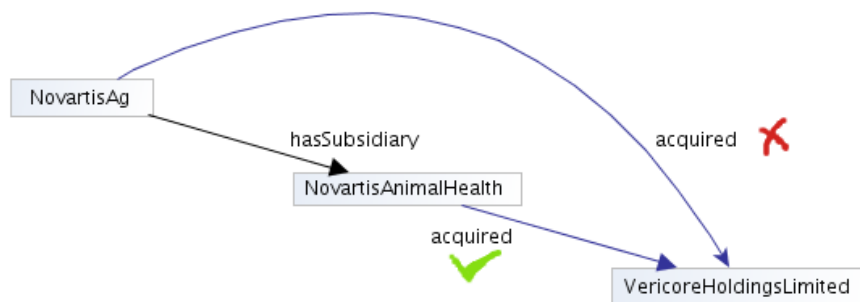 NovartisAg
hasSubsidiary
acquired
NovartisAnimalHealth
acquired
VericoreHoldingsLimited